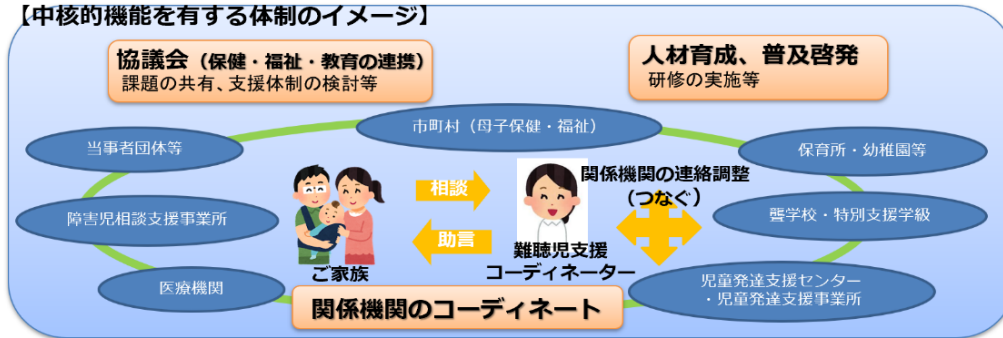 【中核的機能を有する体制のイメージ】
協議会（保健・福祉・教育の連携）
課題の共有、支援体制の検討等
人材育成、普及啓発
研修の実施等
市町村（母子保健・福祉）
当事者団体等
保育所・幼稚園等
障害児相談支援事業所
相談
助言
関係機関の連絡調整
（つなぐ）
聾学校・特別支援学級
ご家族
難聴児支援
コーディネーター
医療機関
児童発達支援センター
・児童発達支援事業所
関係機関のコーディネート